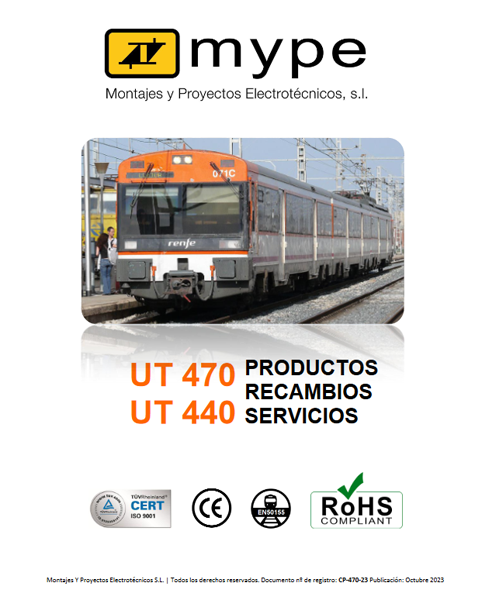 mype
Montajes y Proyectos Electrotécnicos, s.l.
071C
renfe
UT 470
UT 440
PRODUCTOS
RECAMBIOS
SERVICIOS
TÜVRheinland
CERT
ISO 9001
CE
EN50155
RoHS
COMPLIANT
Montajes Y Proyectos Electrotécnicos S.L. | Todos los derechos reservados. Documento nº de registro: CP-470-23 Publicación: Octubre 2023